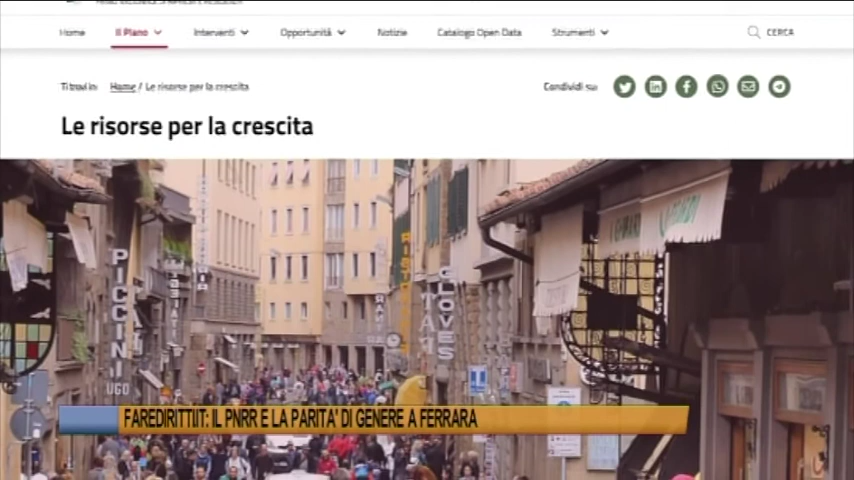 Home Il Piano Interventi Opportunità Notizie Catalogo Open Data Strumenti CERCA
Ti trovi in: Home / Le risorse per la crescita
Condividi su:
Le risorse per la crescita
PICCINI
UGO
GLOVES
FAREDIRITTI.IT: IL PNRR E LA PARITA' DI GENERE A FERRARA